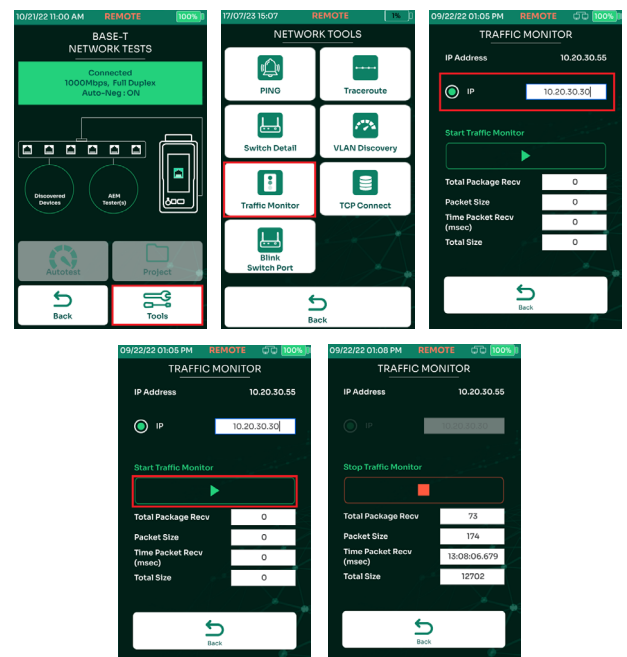 10/21/22 11:00 AM REMOTE 100%
BASE-T
NETWORK TESTS
Connected
1000Mbps, Full Duplex
Auto-Neg : ON
Discovered
Devices
AEM
Tester(s)
Autotest
Project
Back
Tools
17/07/23 15:07 REMOTE 1%
NETWORK TOOLS
PING
Traceroute
Switch Detail
VLAN Discovery
Traffic Monitor
TCP Connect
Blink
Switch Port
Back
09/22/22 01:05 PM REMOTE 100%
TRAFFIC MONITOR
IP Address 10.20.30.55
IP 10.20.30.30
Start Traffic Monitor
Total Package Recv 0
Packet Size 0
Time Packet Recv
(msec) 0
Total Size 0
Back
09/22/22 01:05 PM REMOTE 100%
TRAFFIC MONITOR
IP Address 10.20.30.55
IP 10.20.30.30
Start Traffic Monitor
Total Package Recv 0
Packet Size 0
Time Packet Recv
(msec) 0
Total Size 0
Back
09/22/22 01:08 PM REMOTE 100%
TRAFFIC MONITOR
IP Address 10.20.30.55
IP 10.20.30.30
Stop Traffic Monitor
Total Package Recv 73
Packet Size 174
Time Packet Recv
(msec) 13:08:06.679
Total Size 12702
Back